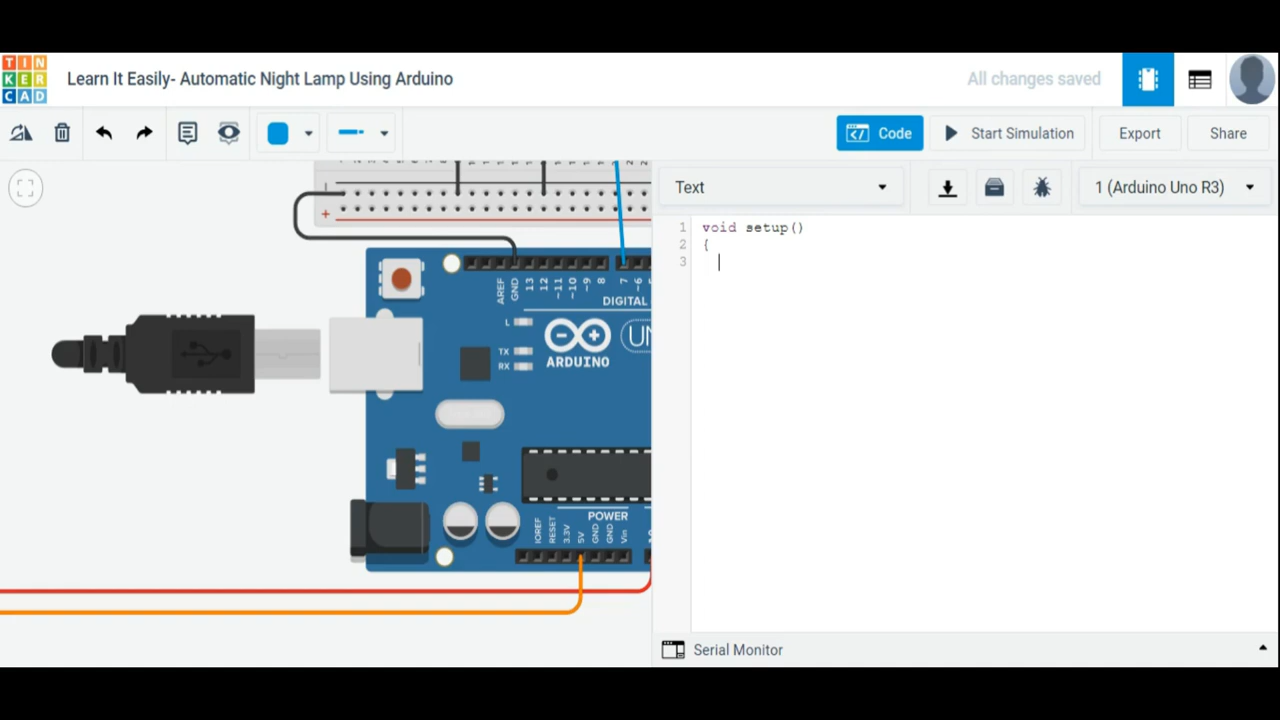 TIN
KER
CAD
Learn It Easily- Automatic Night Lamp Using Arduino
All changes saved
Code
Start Simulation
Export
Share
Text
1 (Arduino Uno R3)
1 void setup()
2 {
3
+
AREF
GND
13
12
~11
~10
~9
8
7
~6
DIGITAL
L
TX
RX
UN
ARDUINO
POWER
IOREF
RESET
3.3V
5V
GND
GND
Vin
Serial Monitor